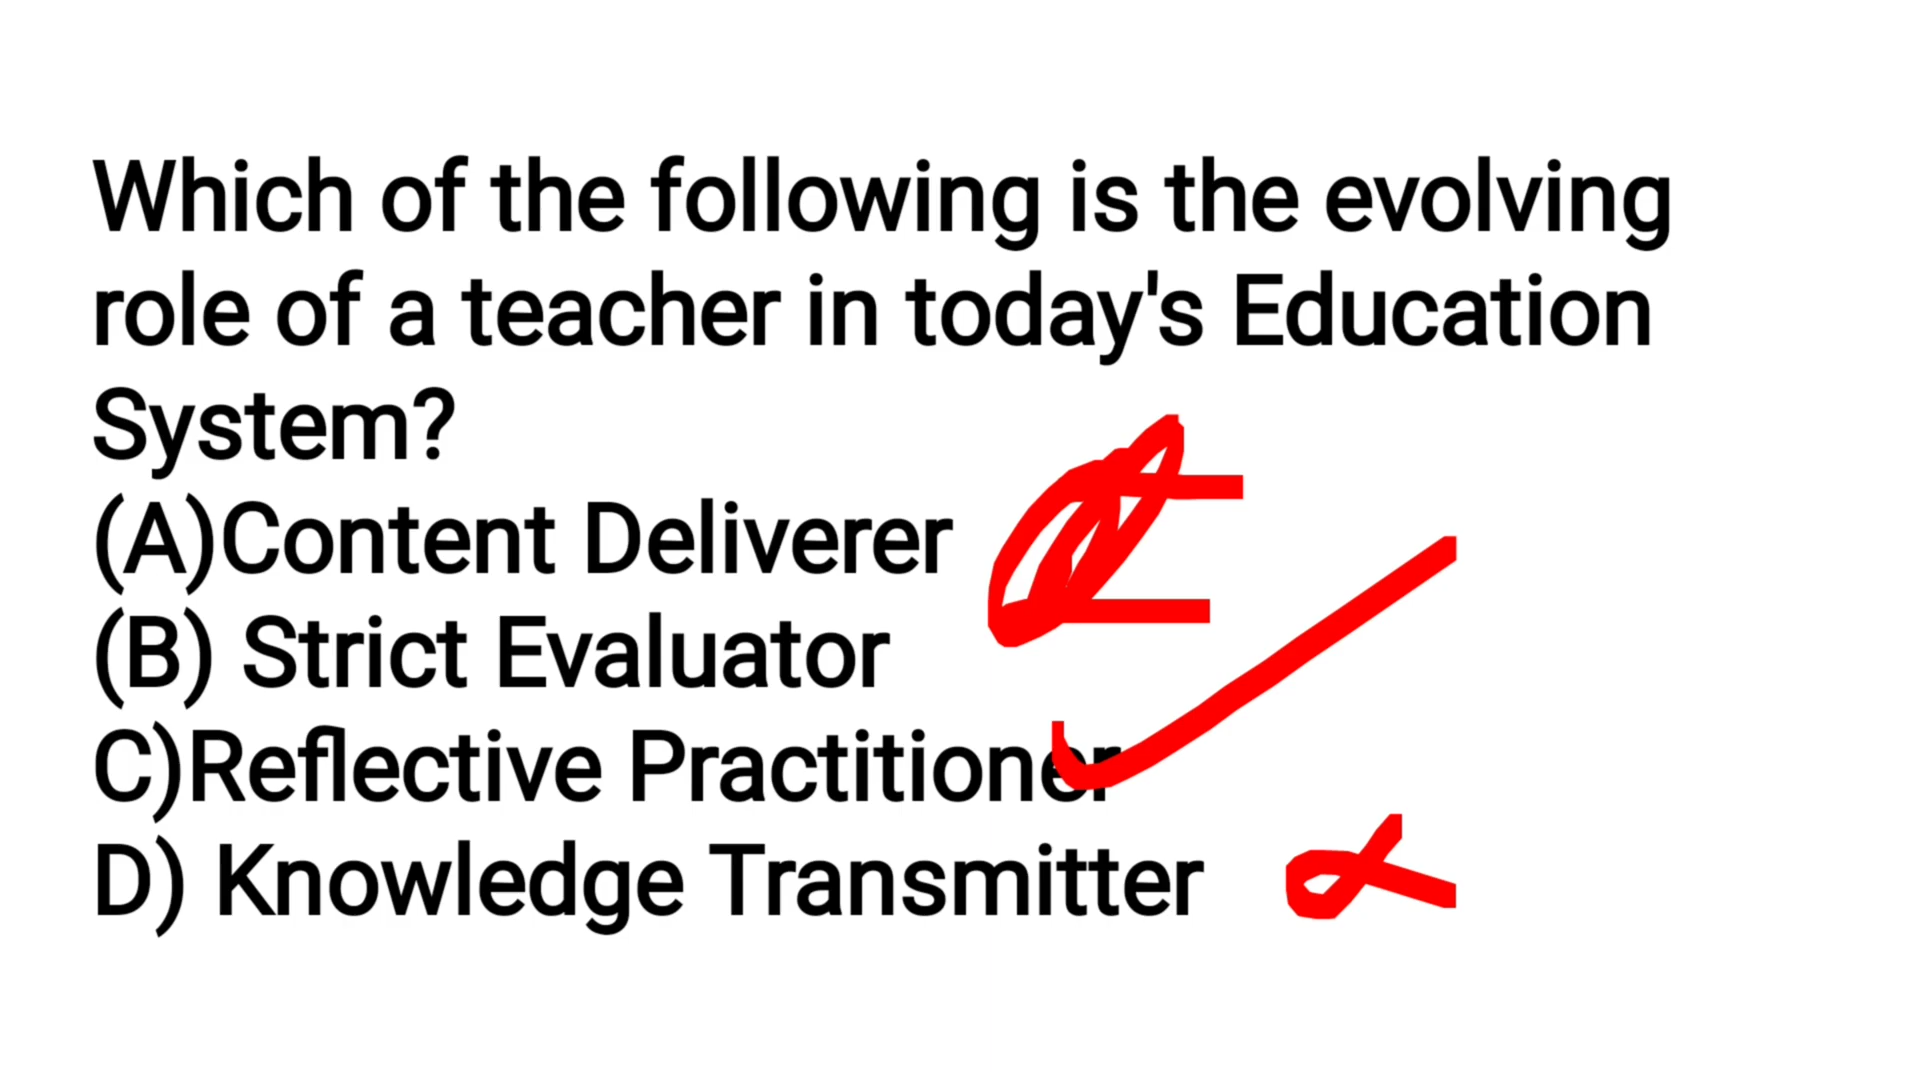 Which of the following is the evolving
role of a teacher in today's Education
System?
(A)Content Deliverer
(B) Strict Evaluator
C)Reflective Practitioner
D) Knowledge Transmitter